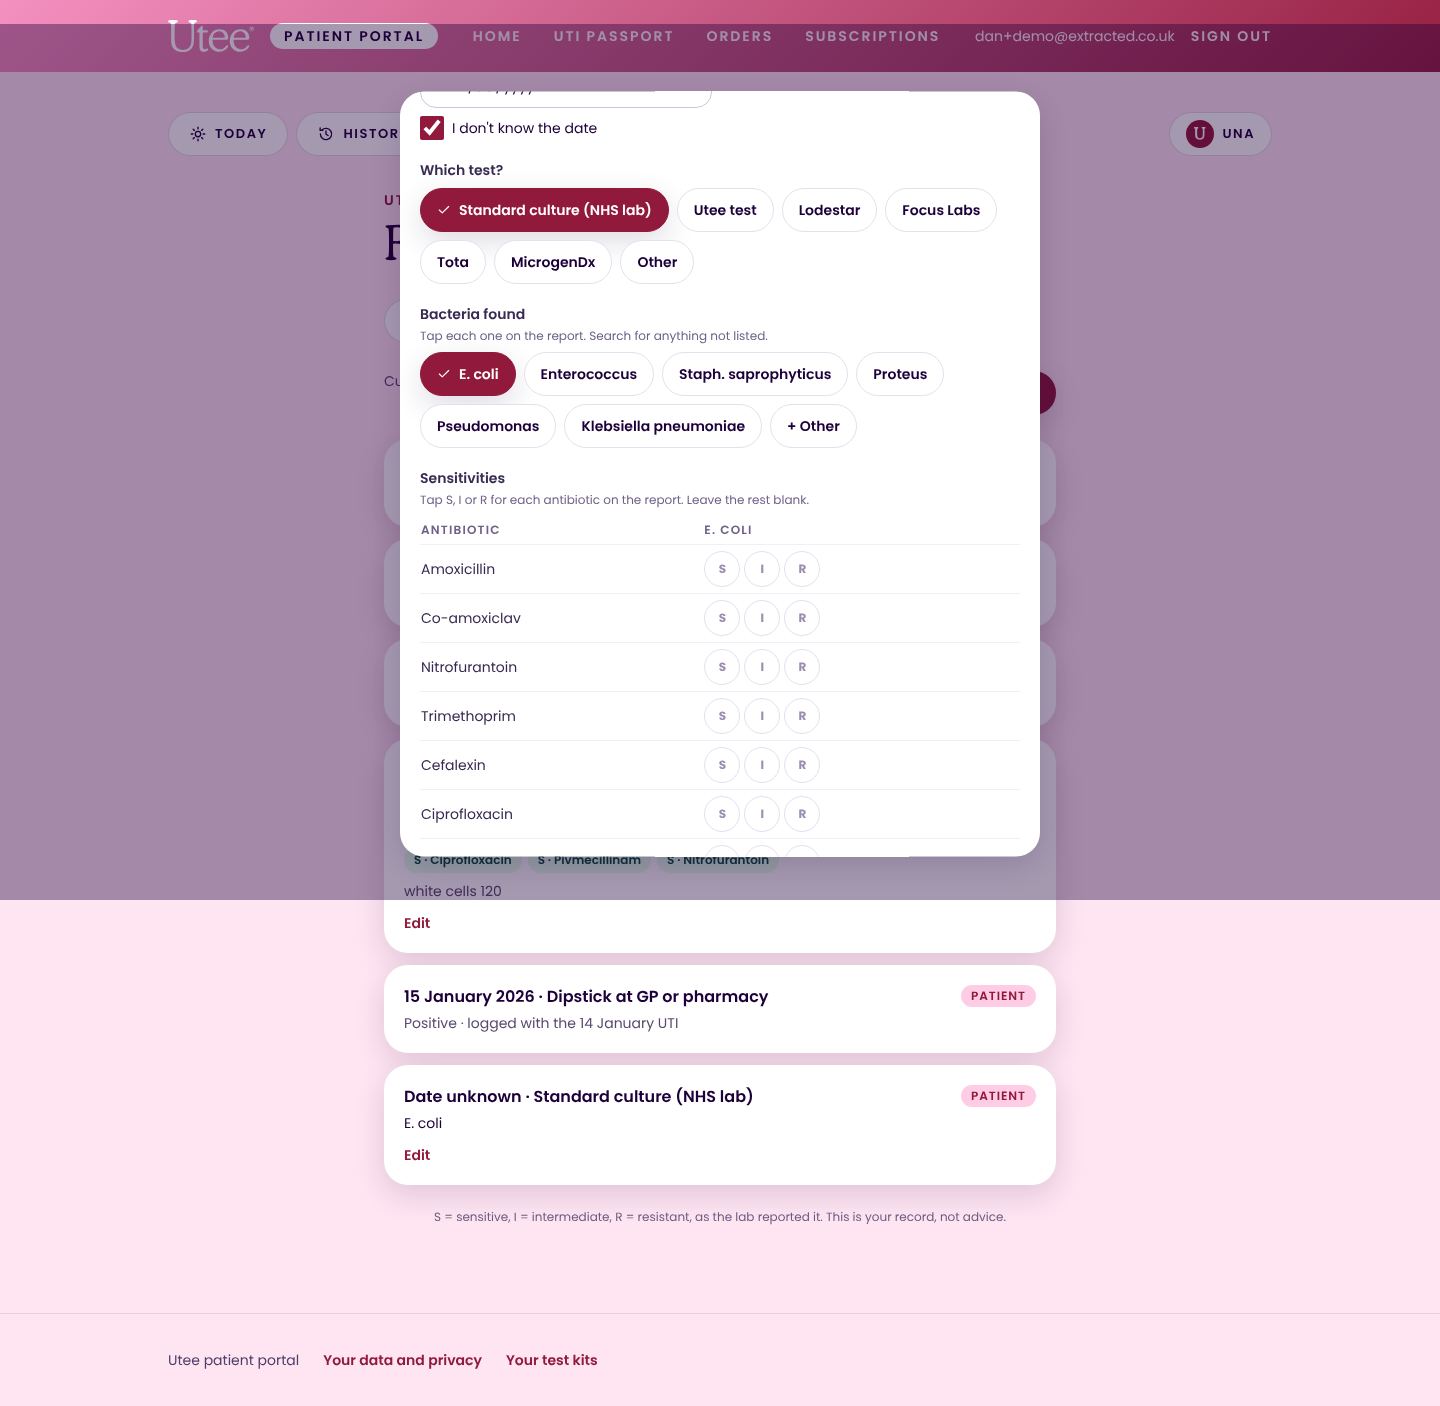 Utee® PATIENT PORTAL HOME UTI PASSPORT ORDERS SUBSCRIPTIONS dan+demo@extracted.co.uk SIGN OUT
TODAY
U UNA
I don't know the date
Which test?
Standard culture (NHS lab) Utee test Lodestar Focus Labs
Tota MicrogenDx Other
Bacteria found
Tap each one on the report. Search for anything not listed.
E. coli Enterococcus Staph. saprophyticus Proteus
Pseudomonas Klebsiella pneumoniae + Other
Sensitivities
Tap S, I or R for each antibiotic on the report. Leave the rest blank.
ANTIBIOTIC E. COLI
Amoxicillin S I R
Co-amoxiclav S I R
Nitrofurantoin S I R
Trimethoprim S I R
Cefalexin S I R
Ciprofloxacin S I R
S · Ciprofloxacin S · Pivmecillinam S · Nitrofurantoin
white cells 120
Edit
15 January 2026 · Dipstick at GP or pharmacy PATIENT
Positive · logged with the 14 January UTI
Date unknown · Standard culture (NHS lab) PATIENT
E. coli
Edit
S = sensitive, I = intermediate, R = resistant, as the lab reported it. This is your record, not advice.
Utee patient portal Your data and privacy Your test kits